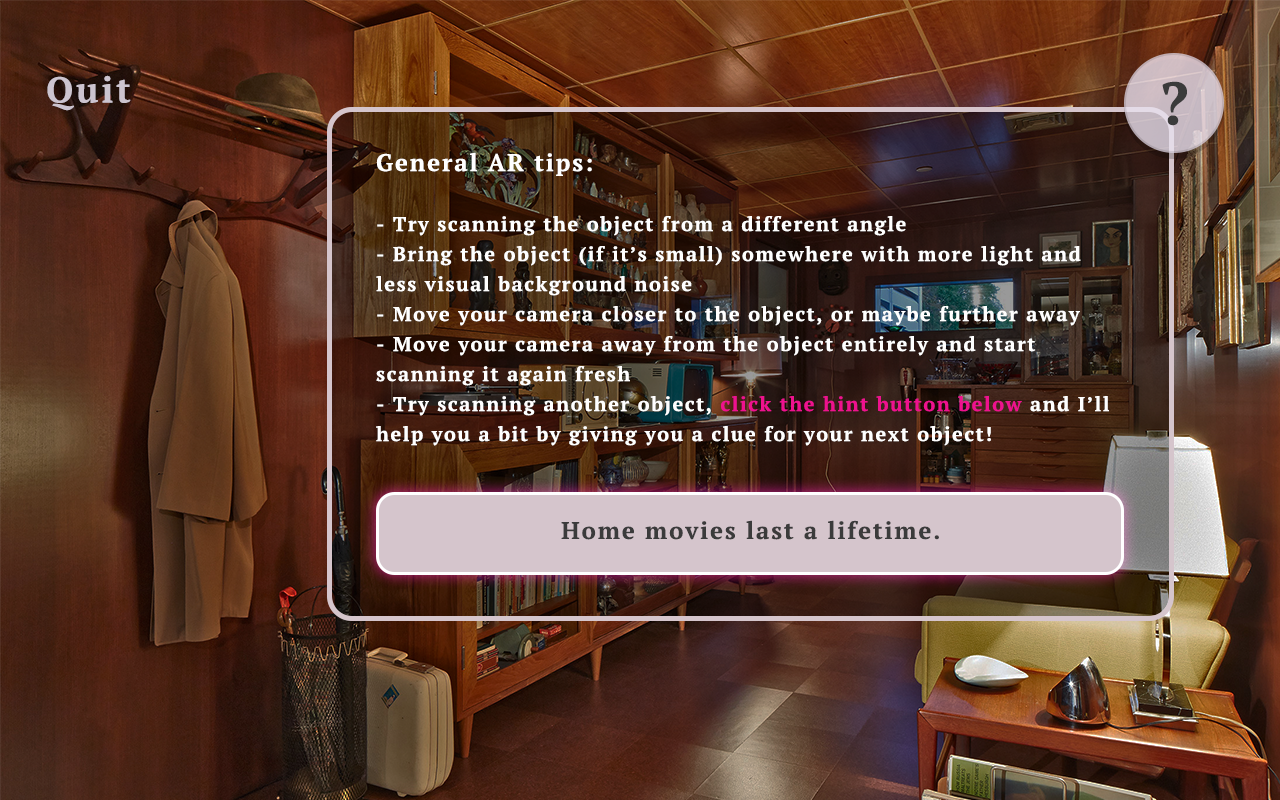 Quit
?
General AR tips:
- Try scanning the object from a different angle
- Bring the object (if it’s small) somewhere with more light and
less visual background noise
- Move your camera closer to the object, or maybe further away
- Move your camera away from the object entirely and start
scanning it again fresh
- Try scanning another object, click the hint button below and I’ll
help you a bit by giving you a clue for your next object!
Home movies last a lifetime.